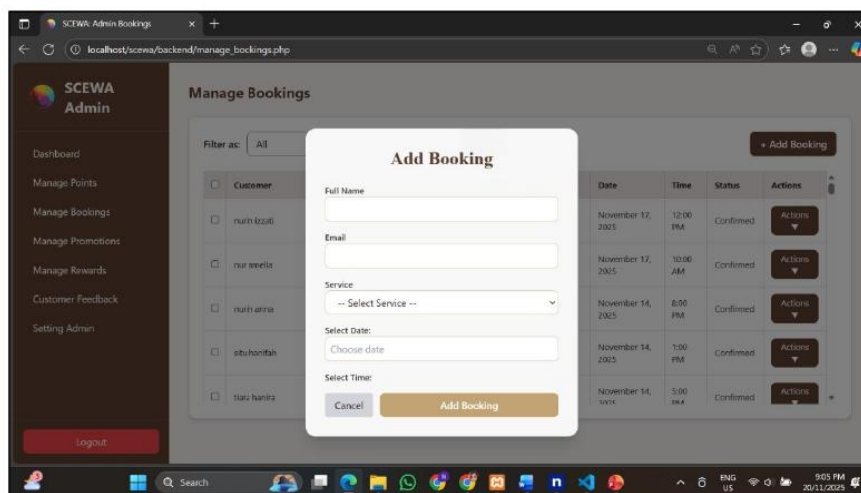 SCEWA: Admin Bookings
localhost/scewa/backend/manage_bookings.php
SCEWA
Admin
Dashboard
Manage Points
Manage Bookings
Manage Promotions
Manage Rewards
Customer Feedback
Setting Admin
Logout
Manage Bookings
Filter as: All
+ Add Booking
Customer Date Time Status Actions
nurin izzati November 17, 2025 12:00 PM Confirmed Actions ▼
nur amelia November 17, 2025 10:00 AM Confirmed Actions ▼
nurin anna November 14, 2025 8:00 PM Confirmed Actions ▼
situ hanifah November 14, 2025 1:00 PM Confirmed Actions ▼
tiara hanira November 14, 2025 5:00 PM Confirmed Actions
Add Booking
Full Name
Email
Service
-- Select Service --
Select Date:
Choose date
Select Time:
Cancel Add Booking
Search
ENG
US
9:05 PM
20/11/2025